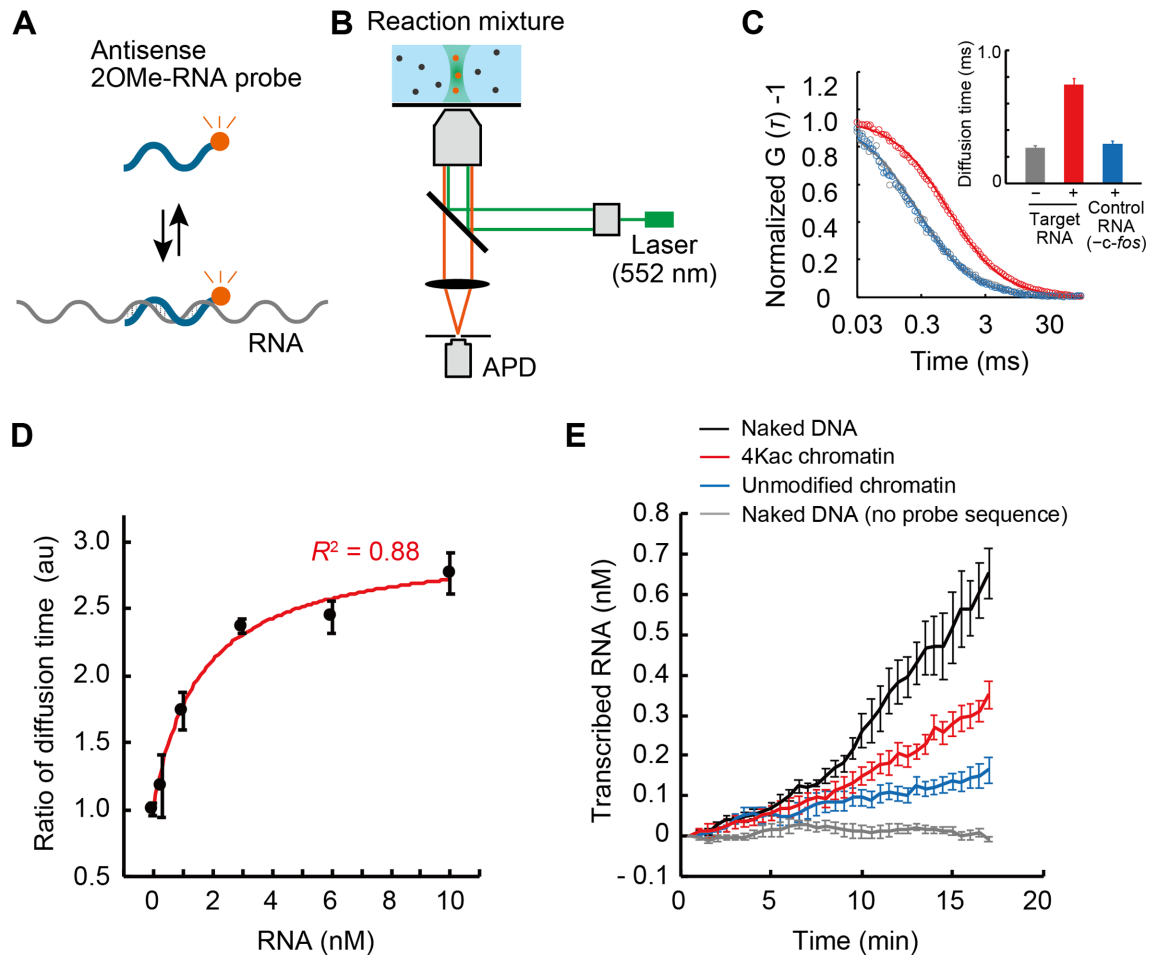 A
Antisense
2OMe-RNA probe
RNA
B
Reaction mixture
Laser
(552 nm)
APD
C
Normalized G (τ) -1
1.2
1.0
0.8
0.6
0.4
0.2
0
0.03 0.3 3 30
Time (ms)
Diffusion time (ms)
1.0
0
− + +
Target
RNA
Control
RNA
(−c-fos)
D
Ratio of diffusion time (au)
3.0
2.5
2.0
1.5
1.0
0.5
R² = 0.88
0 2 4 6 8 10
RNA (nM)
E
Naked DNA
4Kac chromatin
Unmodified chromatin
Naked DNA (no probe sequence)
Transcribed RNA (nM)
0.8
0.7
0.6
0.5
0.4
0.3
0.2
0.1
0
- 0.1
0 5 10 15 20
Time (min)